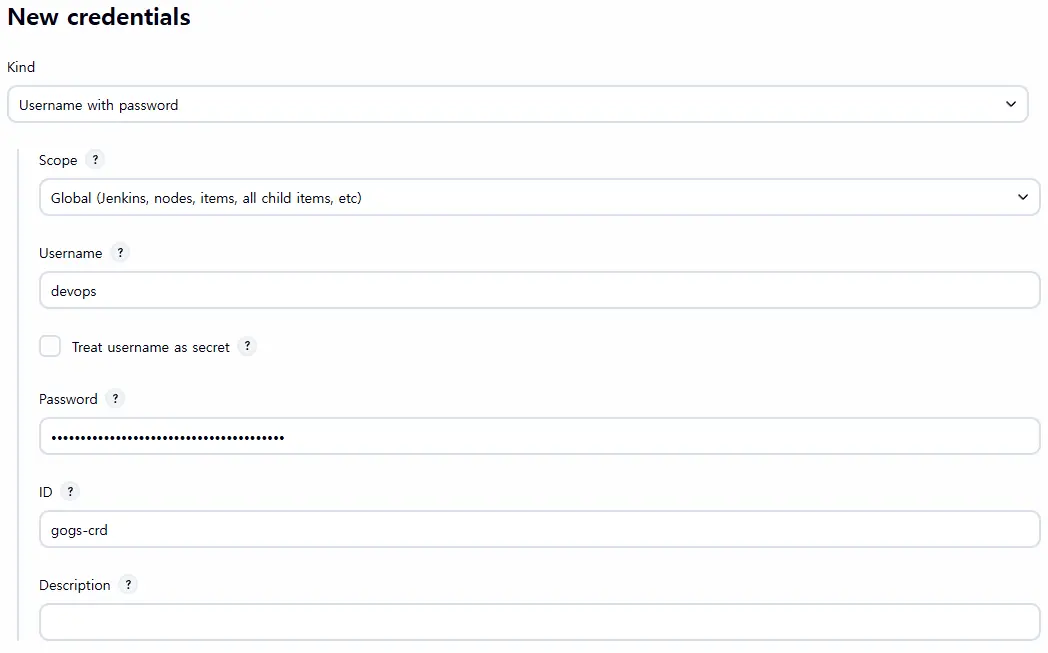 New credentials
Kind
Username with password
Scope ?
Global (Jenkins, nodes, items, all child items, etc)
Username ?
devops
Treat username as secret ?
Password ?
••••••••••••••••••••••••••••••••••••••••
ID ?
gogs-crd
Description ?